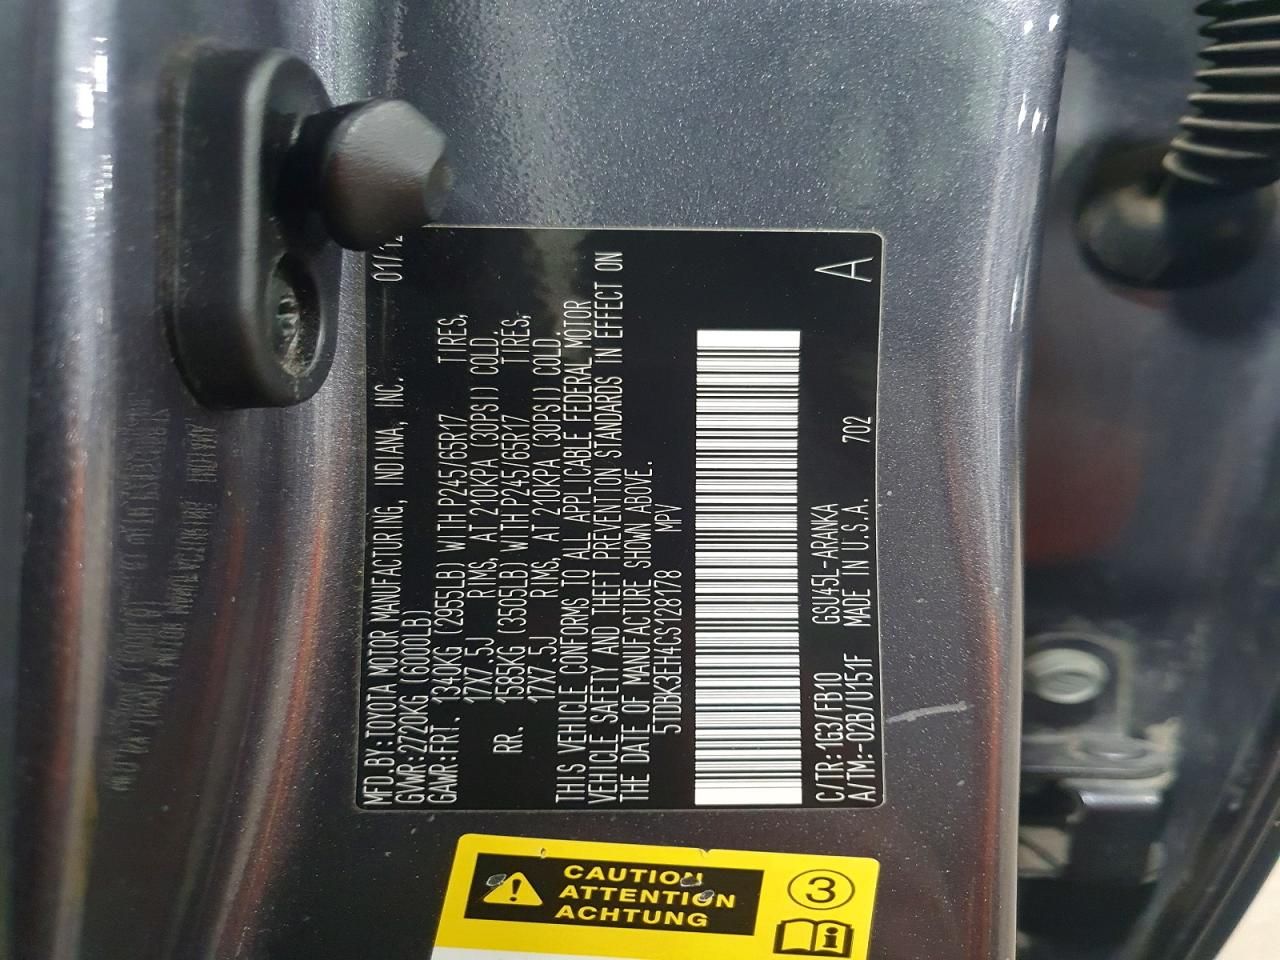 MFD.BY:TOYOTA MOTOR MANUFACTURING, INDIANA, INC. 01/12
GVWR:2720KG (6000LB)
GAWR:FRT. 1340KG (2955LB) WITH P245/65R17 TIRES,
17X7.5J RIMS, AT 210KPA (30PSI) COLD.
RR. 1585KG (3505LB) WITH P245/65R17 TIRES,
17X7.5J RIMS, AT 210KPA (30PSI) COLD.
THIS VEHICLE CONFORMS TO ALL APPLICABLE FEDERAL MOTOR
VEHICLE SAFETY AND THEFT PREVENTION STANDARDS IN EFFECT ON
THE DATE OF MANUFACTURE SHOWN ABOVE.
5TDBK3EH4CS128178 MPV
C/TR:1G3/FB10 GSU45L-ARANKA A
A/TM:-02B/U151F MADE IN U.S.A. 702
CAUTION
ATTENTION
ACHTUNG
3
i